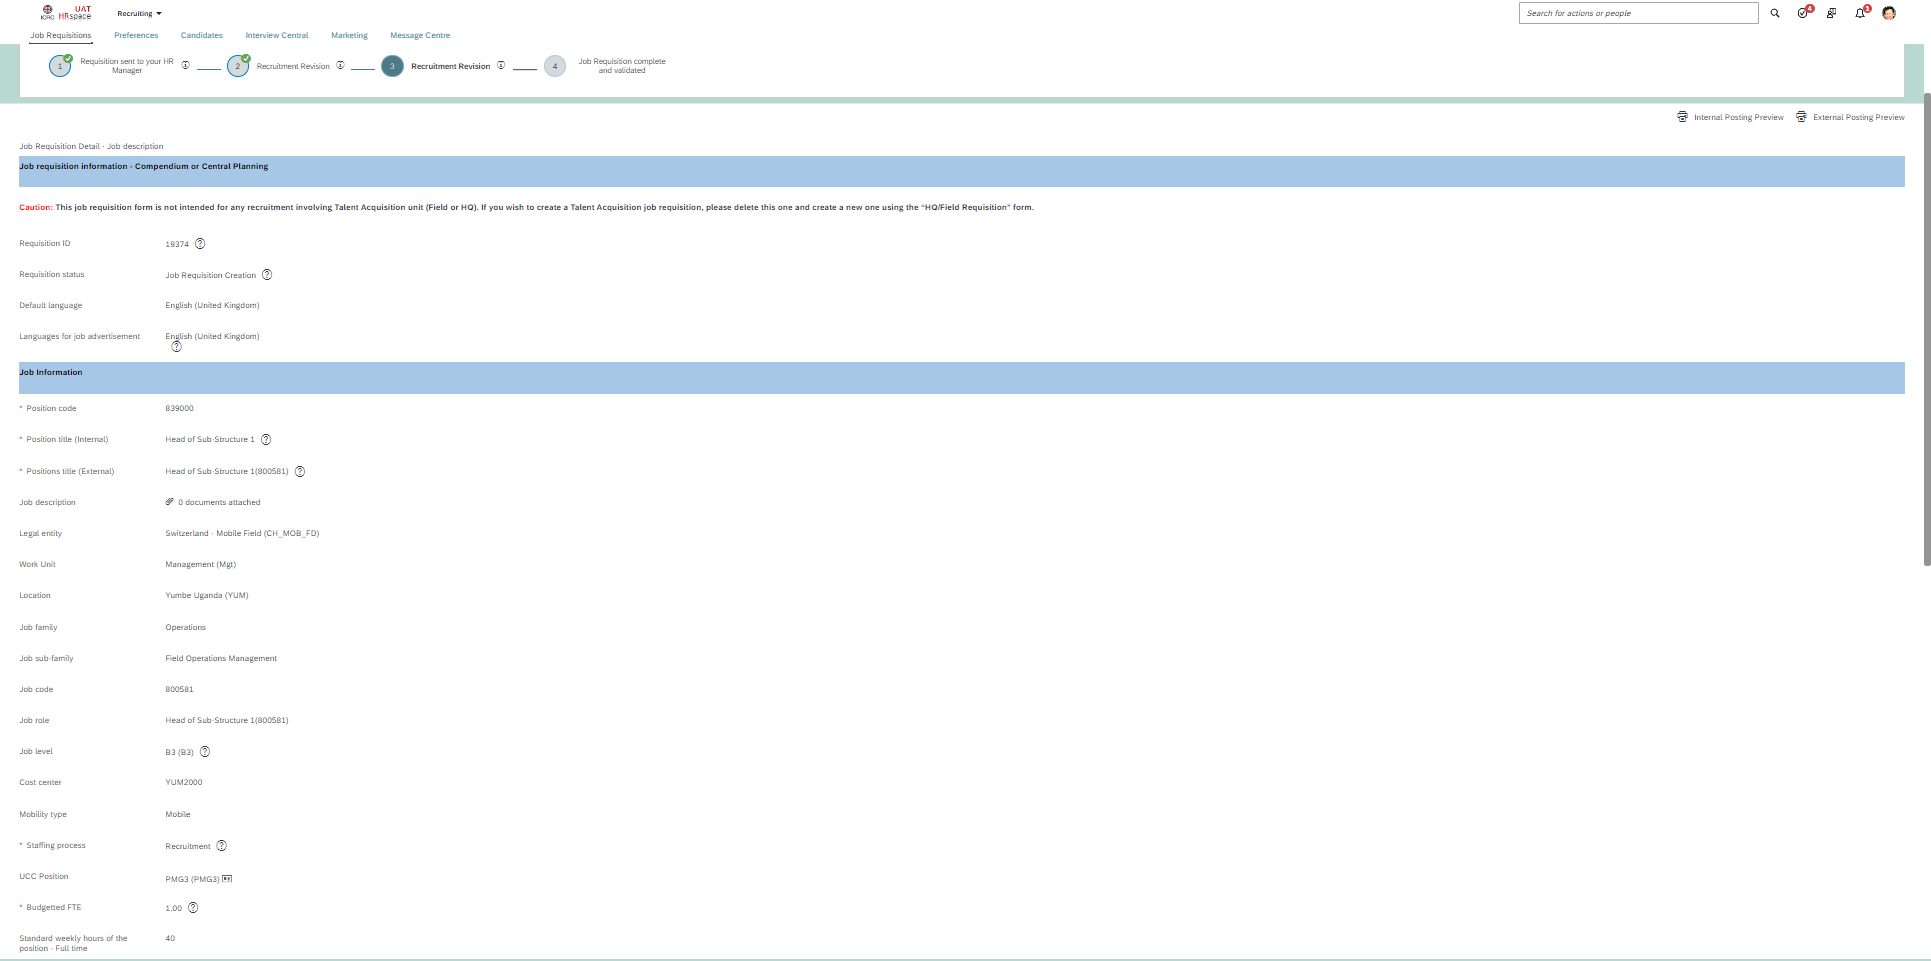 ICRC UAT HRspace
Recruiting
Search for actions or people
4
1
Job Requisitions Preferences Candidates Interview Central Marketing Message Centre
1 Requisition sent to your HR Manager
2 Recruitment Revision
3 Recruitment Revision
4 Job Requisition complete and validated
Internal Posting Preview External Posting Preview
Job Requisition Detail - Job description
Job requisition information - Compendium or Central Planning
Caution: This job requisition form is not intended for any recruitment involving Talent Acquisition unit (Field or HQ). If you wish to create a Talent Acquisition job requisition, please delete this one and create a new one using the "HQ/Field Requisition" form.
Requisition ID 19374
Requisition status Job Requisition Creation
Default language English (United Kingdom)
Languages for job advertisement English (United Kingdom)
Job Information
* Position code 839000
* Position title (Internal) Head of Sub-Structure 1
* Positions title (External) Head of Sub-Structure 1(800581)
Job description 0 documents attached
Legal entity Switzerland - Mobile Field (CH_MOB_FD)
Work Unit Management (Mgt)
Location Yumbe Uganda (YUM)
Job family Operations
Job sub-family Field Operations Management
Job code 800581
Job role Head of Sub-Structure 1(800581)
Job level B3 (B3)
Cost center YUM2000
Mobility type Mobile
* Staffing process Recruitment
UCC Position PMG3 (PMG3)
* Budgetted FTE 1.00
Standard weekly hours of the position - Full time 40